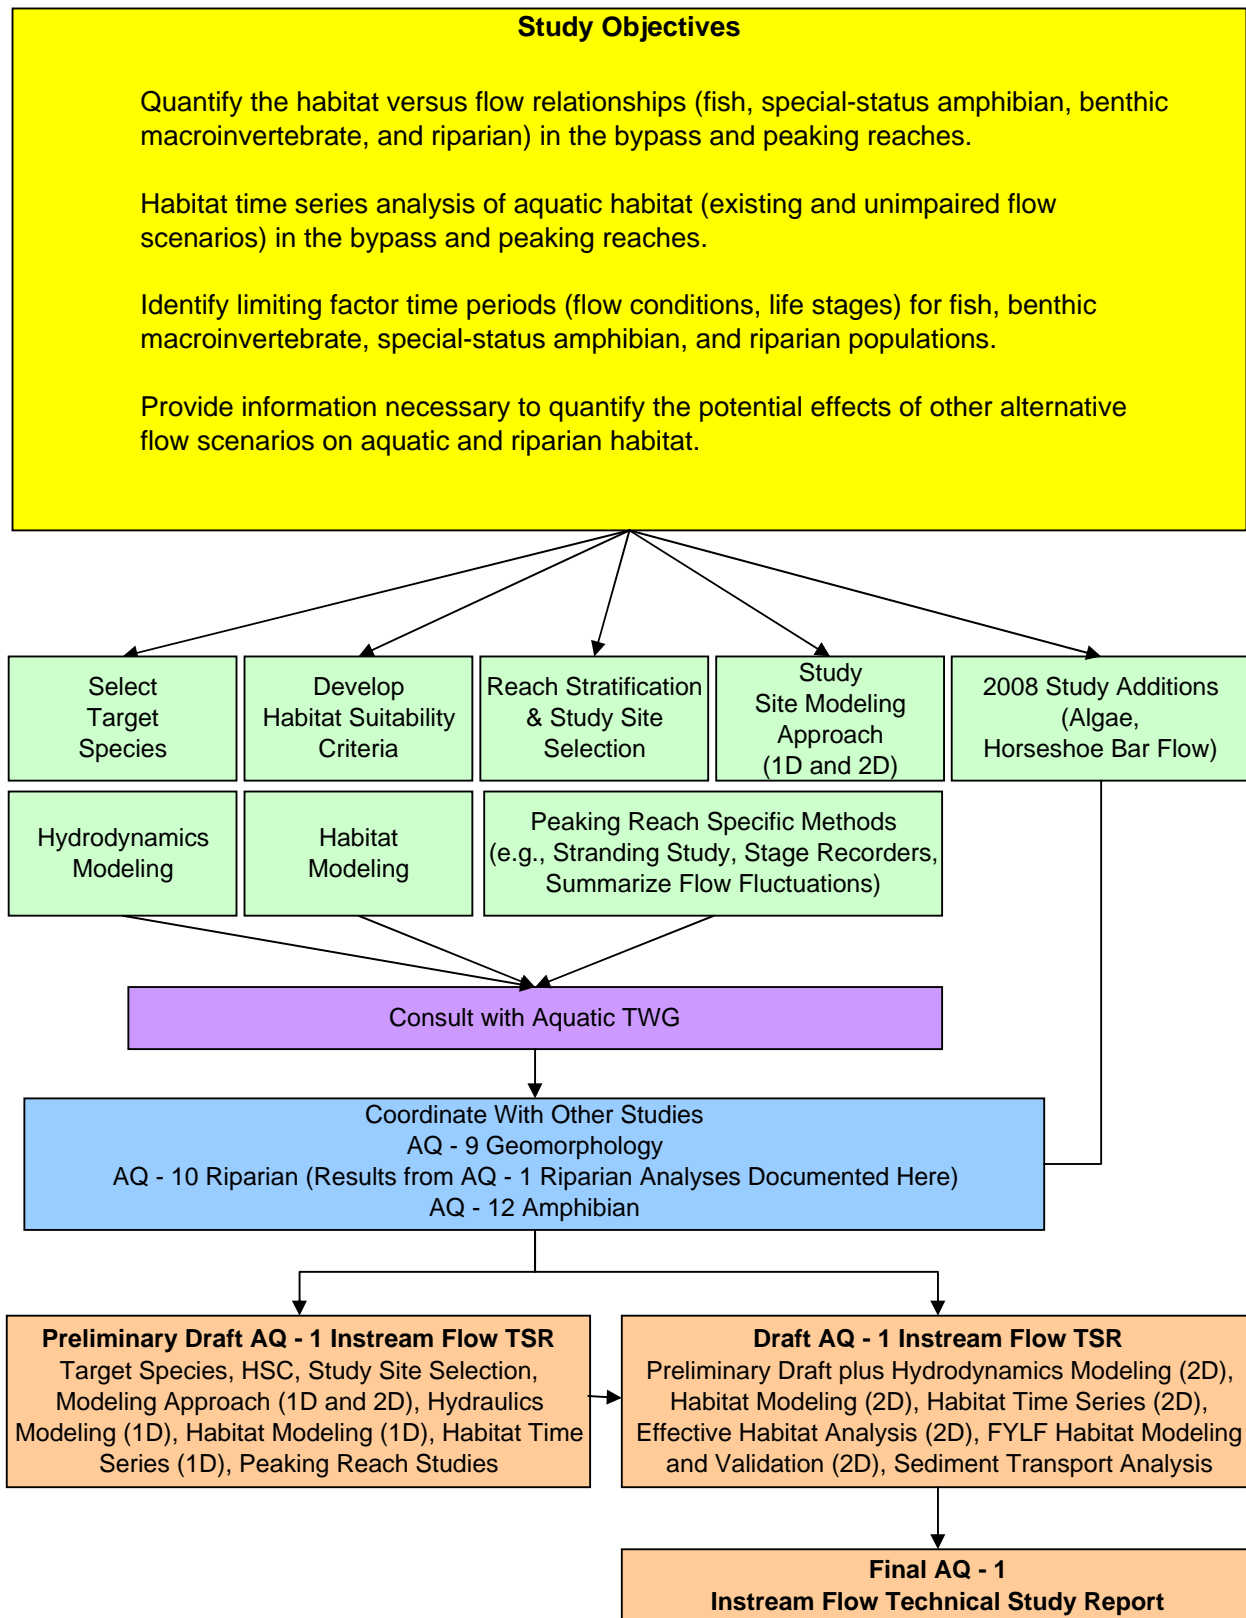 Study Objectives
Quantify the habitat versus flow relationships (fish, special-status amphibian, benthic
macroinvertebrate, and riparian) in the bypass and peaking reaches.
Habitat time series analysis of aquatic habitat (existing and unimpaired flow
scenarios) in the bypass and peaking reaches.
Identify limiting factor time periods (flow conditions, life stages) for fish, benthic
macroinvertebrate, special-status amphibian, and riparian populations.
Provide information necessary to quantify the potential effects of other alternative
flow scenarios on aquatic and riparian habitat.
Select
Target
Species
Develop
Habitat Suitability
Criteria
Reach Stratification
& Study Site
Selection
Study
Site Modeling
Approach
(1D and 2D)
2008 Study Additions
(Algae,
Horseshoe Bar Flow)
Hydrodynamics
Modeling
Habitat
Modeling
Peaking Reach Specific Methods
(e.g., Stranding Study, Stage Recorders,
Summarize Flow Fluctuations)
Consult with Aquatic TWG
Coordinate With Other Studies
AQ - 9 Geomorphology
AQ - 10 Riparian (Results from AQ - 1 Riparian Analyses Documented Here)
AQ - 12 Amphibian
Preliminary Draft AQ - 1 Instream Flow TSR
Target Species, HSC, Study Site Selection,
Modeling Approach (1D and 2D), Hydraulics
Modeling (1D), Habitat Modeling (1D), Habitat Time
Series (1D), Peaking Reach Studies
Draft AQ - 1 Instream Flow TSR
Preliminary Draft plus Hydrodynamics Modeling (2D),
Habitat Modeling (2D), Habitat Time Series (2D),
Effective Habitat Analysis (2D), FYLF Habitat Modeling
and Validation (2D), Sediment Transport Analysis
Final AQ - 1
Instream Flow Technical Study Report